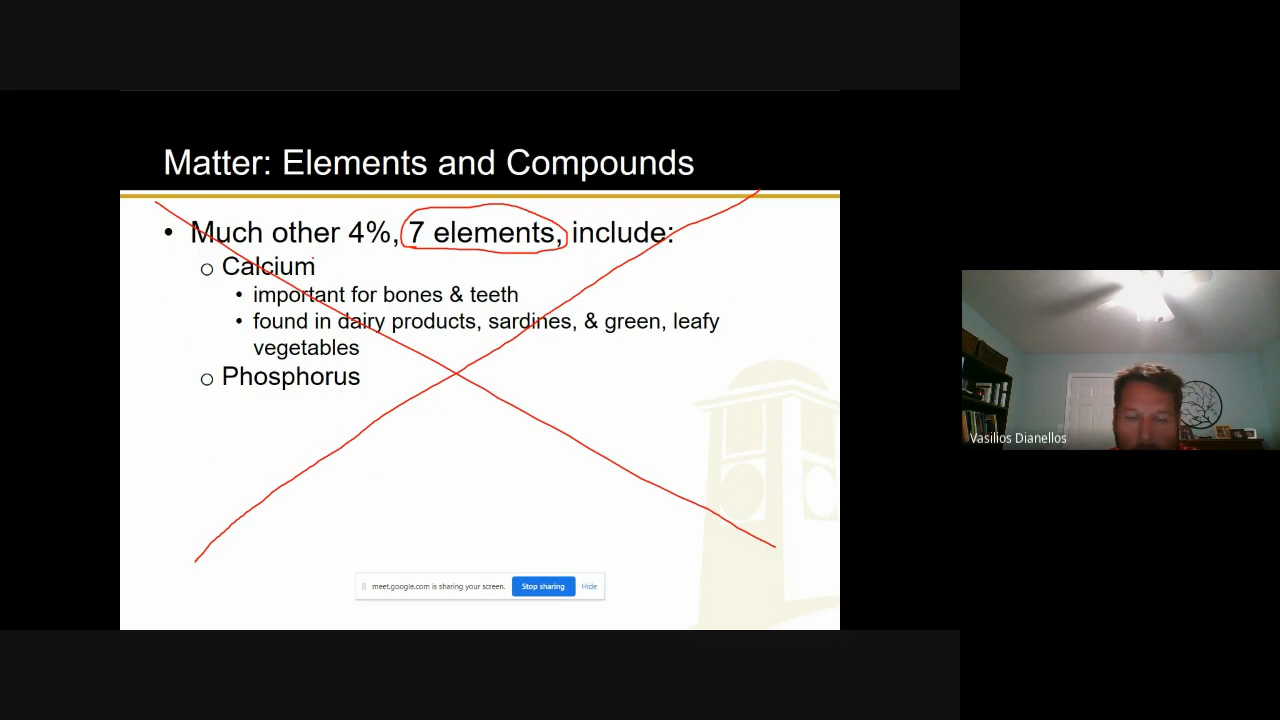 Matter: Elements and Compounds
• Much other 4%, 7 elements, include:
o Calcium
• important for bones & teeth
• found in dairy products, sardines, & green, leafy
vegetables
o Phosphorus
meet.google.com is sharing your screen. Stop sharing Hide
Vasilios Dianellos